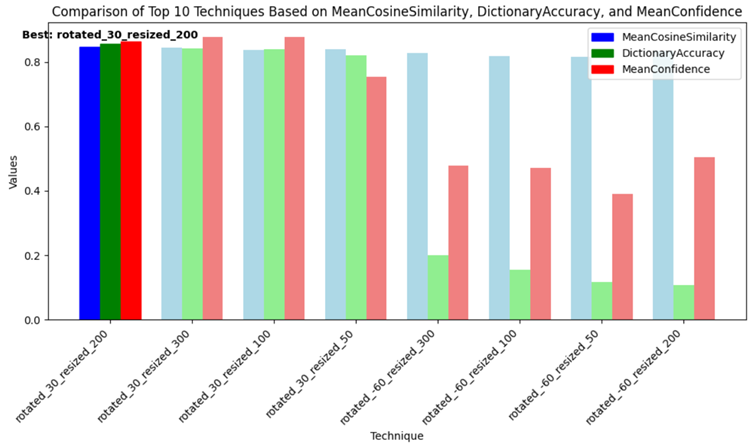 Comparison of Top 10 Techniques Based on MeanCosineSimilarity, DictionaryAccuracy, and MeanConfidence
Best: rotated_30_resized_200
MeanCosineSimilarity
DictionaryAccuracy
MeanConfidence
Values
0.8
0.6
0.4
0.2
0.0
rotated_30_resized_200
rotated_30_resized_300
rotated_30_resized_100
rotated_30_resized_50
rotated_-60_resized_300
rotated_-60_resized_100
rotated_-60_resized_50
rotated_-60_resized_200
Technique